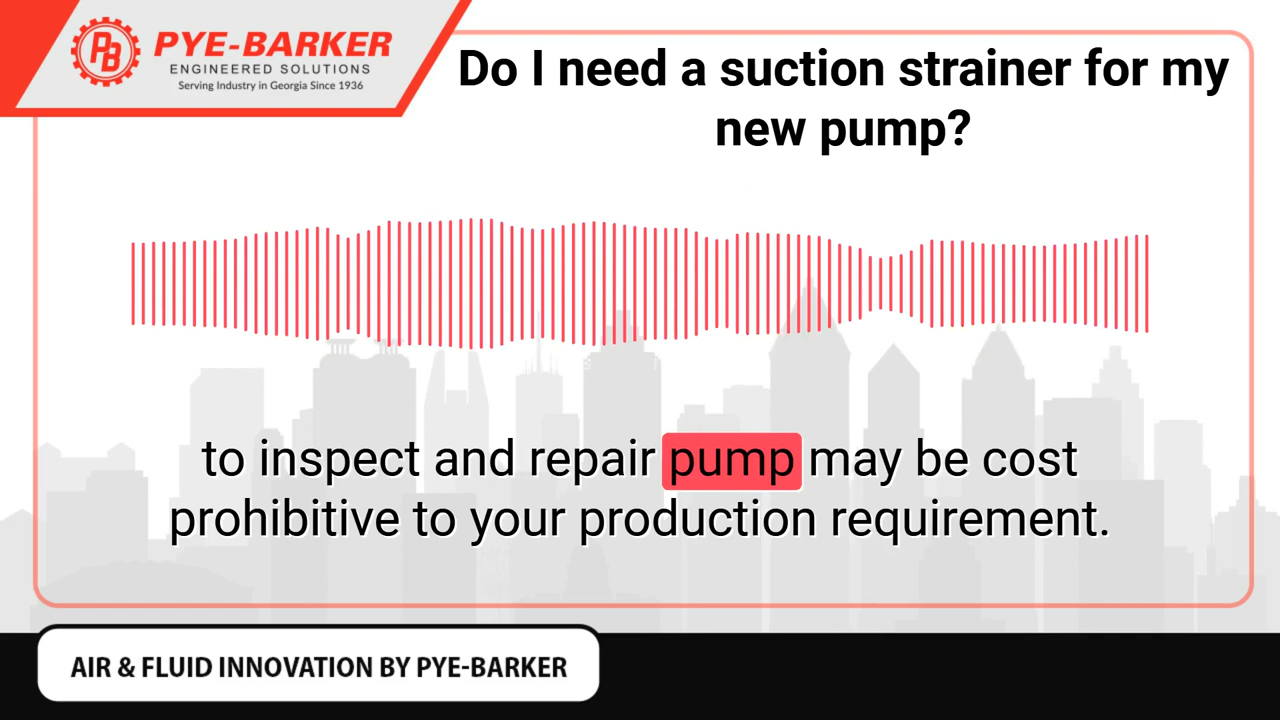 PB
PYE-BARKER
ENGINEERED SOLUTIONS
Serving Industry in Georgia Since 1936
Do I need a suction strainer for my
new pump?
to inspect and repair pump may be cost
prohibitive to your production requirement.
AIR & FLUID INNOVATION BY PYE-BARKER